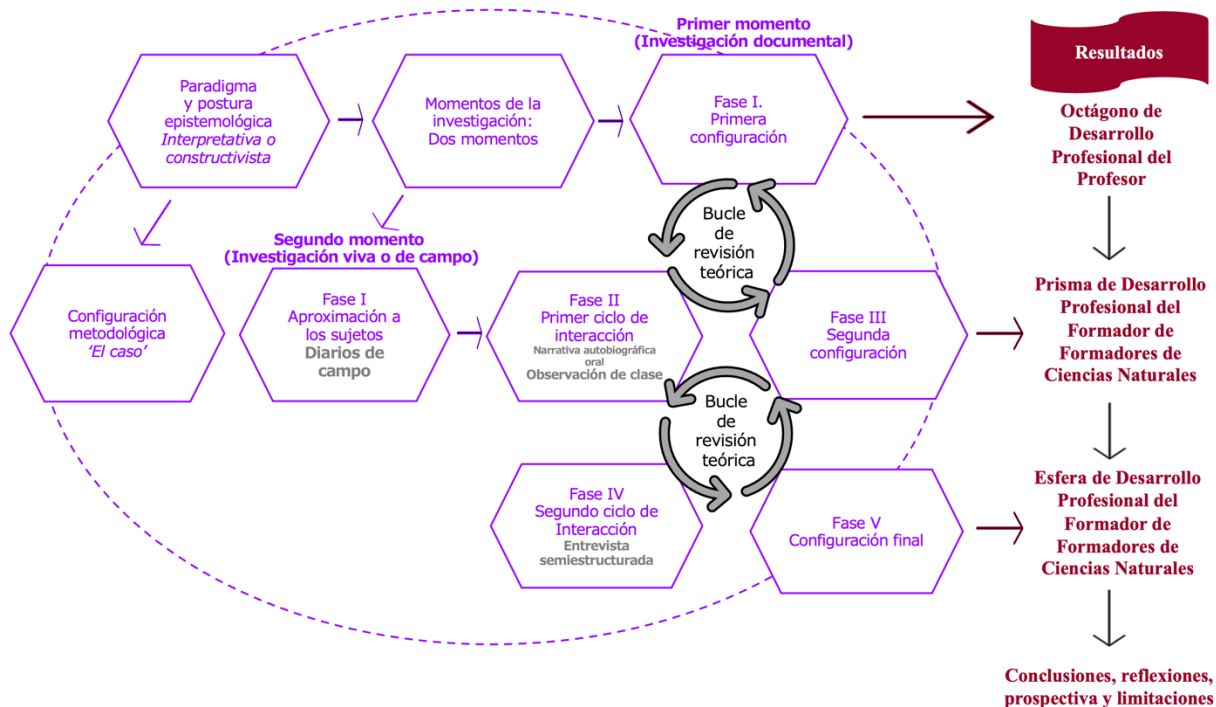 Primer momento
(Investigación documental)
Paradigma
y postura
epistemológica
Interpretativa o
constructivista
Momentos de la
investigación:
Dos momentos
Fase I.
Primera
configuración
Resultados
Octágono de
Desarrollo
Profesional del
Profesor
Bucle
de
revisión
teórica
Segundo momento
(Investigación viva o de campo)
Configuración
metodológica
‘El caso’
Fase I
Aproximación a
los sujetos
Diarios de
campo
Fase II
Primer ciclo de
interacción
Narrativa autobiográfica
oral
Observación de clase
Fase III
Segunda
configuración
Prisma de Desarrollo
Profesional del
Formador de
Formadores de
Ciencias Naturales
Bucle
de
revisión
teórica
Fase IV
Segundo ciclo de
Interacción
Entrevista
semiestructurada
Fase V
Configuración final
Esfera de Desarrollo
Profesional del
Formador de
Formadores de
Ciencias Naturales
Conclusiones, reflexiones,
prospectiva y limitaciones